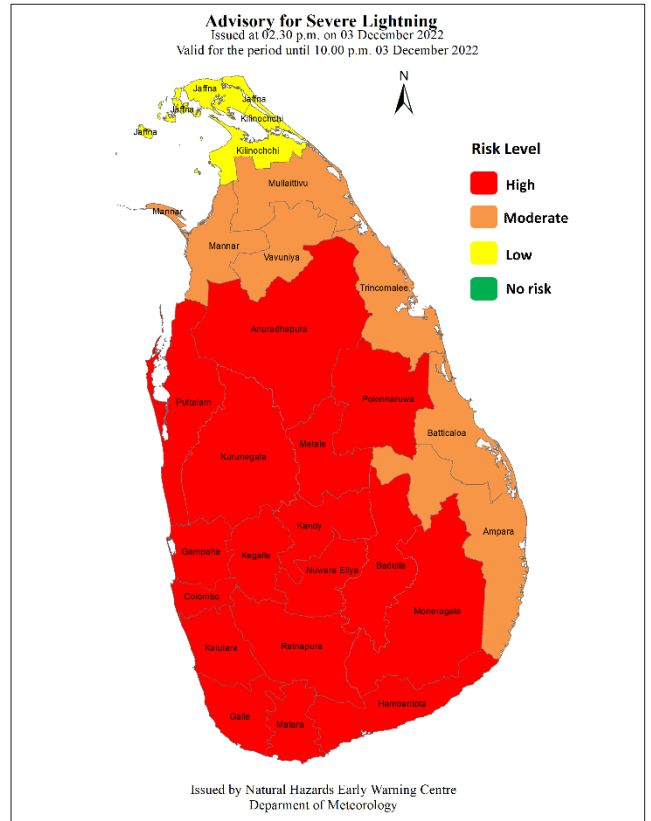 Advisory for Severe Lightning
Issued at 02.30 p.m. on 03 December 2022
Valid for the period until 10.00 p.m. 03 December 2022
N
Jaffna
Jaffna
Jaffna
Kilinochchi
Jaffna
Kilinochchi
Risk Level
High
Mullaittivu
Mannar
Moderate
Mannar
Vavuniya
Low
Trincomalee
No risk
Anuradhapura
Polonnaruwa
Puttalam
Batticaloa
Matale
Kurunegala
Kandy
Ampara
Gampaha
Kegalle
Badulla
Nuwara Eliya
Colombo
Moneragala
Kalutara
Ratnapura
Hambantota
Galle
Matara
Issued by Natural Hazards Early Warning Centre
Deparment of Meteorology